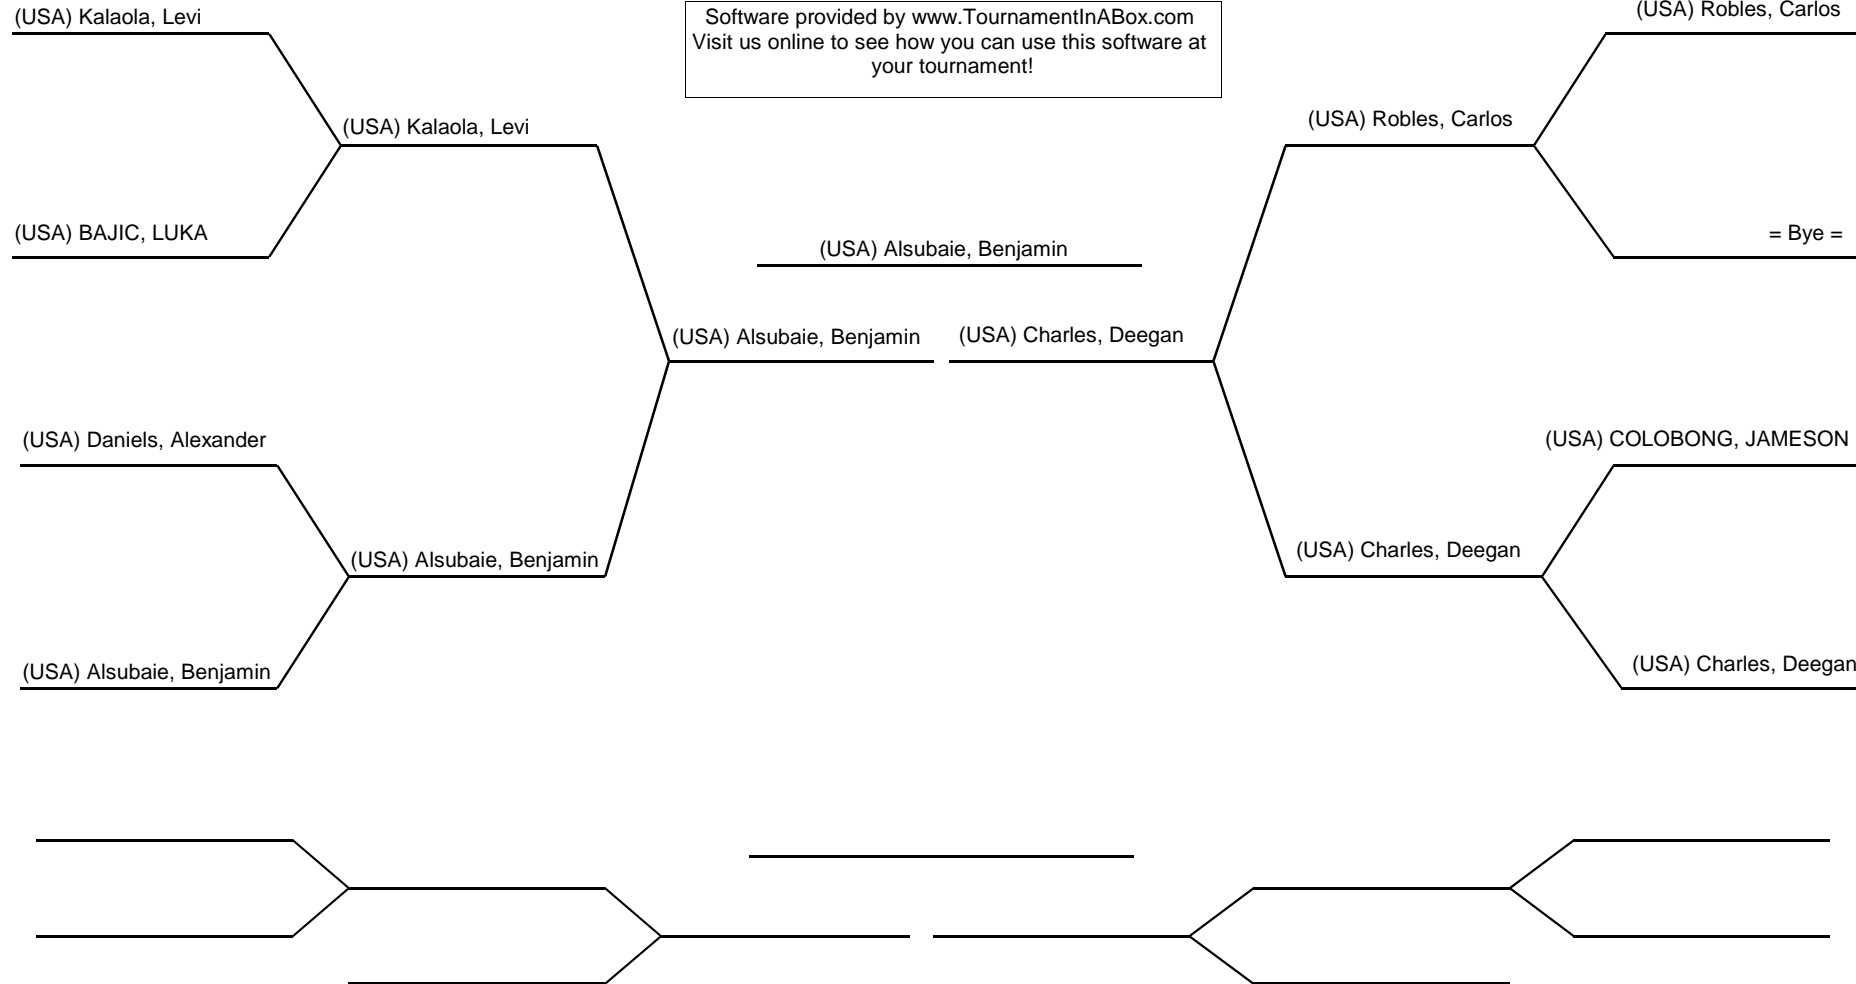 (USA) Kalaola, Levi
Software provided by www.TournamentInABox.com
Visit us online to see how you can use this software at
your tournament!
(USA) Robles, Carlos
(USA) Kalaola, Levi
(USA) Robles, Carlos
(USA) BAJIC, LUKA
(USA) Alsubaie, Benjamin
= Bye =
(USA) Alsubaie, Benjamin
(USA) Charles, Deegan
(USA) Daniels, Alexander
(USA) COLOBONG, JAMESON
(USA) Alsubaie, Benjamin
(USA) Charles, Deegan
(USA) Alsubaie, Benjamin
(USA) Charles, Deegan